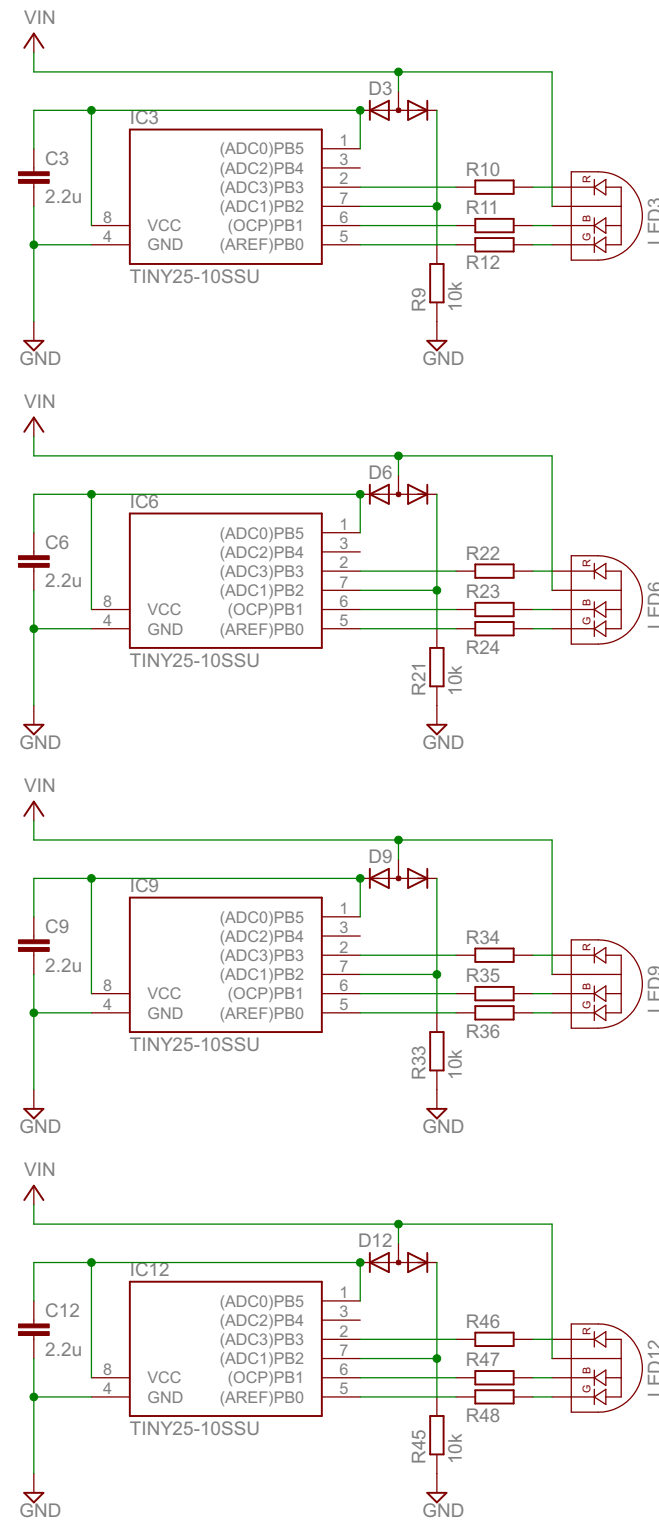 VIN
D3
IC3
C3
2.2u
(ADC0)PB5 1
(ADC2)PB4 3
(ADC3)PB3 2
(ADC1)PB2 7
8 VCC (OCP)PB1 6
4 GND (AREF)PB0 5
TINY25-10SSU
R10
R11
R12
R
B
G
LED3
R9
10k
GND
GND
VIN
D6
IC6
C6
2.2u
(ADC0)PB5 1
(ADC2)PB4 3
(ADC3)PB3 2
(ADC1)PB2 7
8 VCC (OCP)PB1 6
4 GND (AREF)PB0 5
TINY25-10SSU
R22
R23
R24
R
B
G
LED6
R21
10k
GND
GND
VIN
D9
IC9
C9
2.2u
(ADC0)PB5 1
(ADC2)PB4 3
(ADC3)PB3 2
(ADC1)PB2 7
8 VCC (OCP)PB1 6
4 GND (AREF)PB0 5
TINY25-10SSU
R34
R35
R36
R
B
G
LED9
R33
10k
GND
GND
VIN
D12
IC12
C12
2.2u
(ADC0)PB5 1
(ADC2)PB4 3
(ADC3)PB3 2
(ADC1)PB2 7
8 VCC (OCP)PB1 6
4 GND (AREF)PB0 5
TINY25-10SSU
R46
R47
R48
R
B
G
LED12
R45
10k
GND
GND